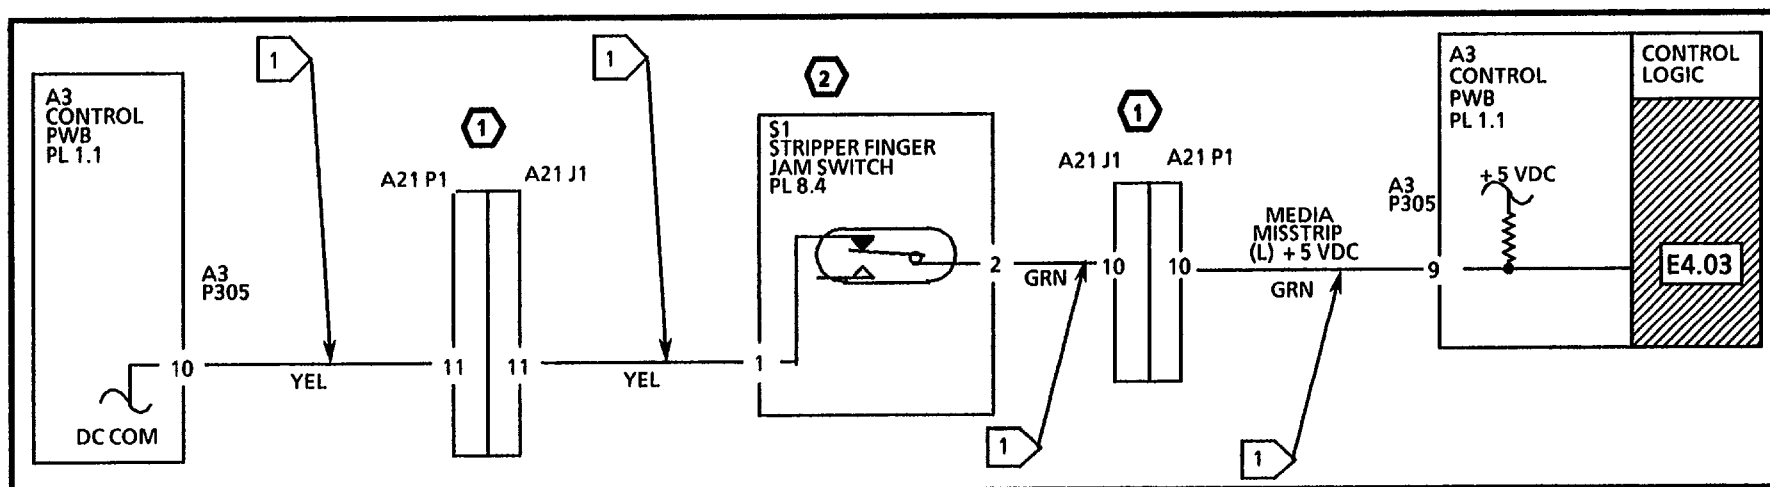 A3
CONTROL
PWB
PL 1.1
DC COM
10
A3
P305
1
YEL
1
A21 P1
A21 J1
11
11
1
YEL
2
S1
STRIPPER FINGER
JAM SWITCH
PL 8.4
1
2
GRN
1
1
A21 J1
A21 P1
10
10
MEDIA
MISSTRIP
(L) +5 VDC
GRN
1
A3
P305
9
A3
CONTROL
PWB
PL 1.1
+5 VDC
CONTROL
LOGIC
E4.03